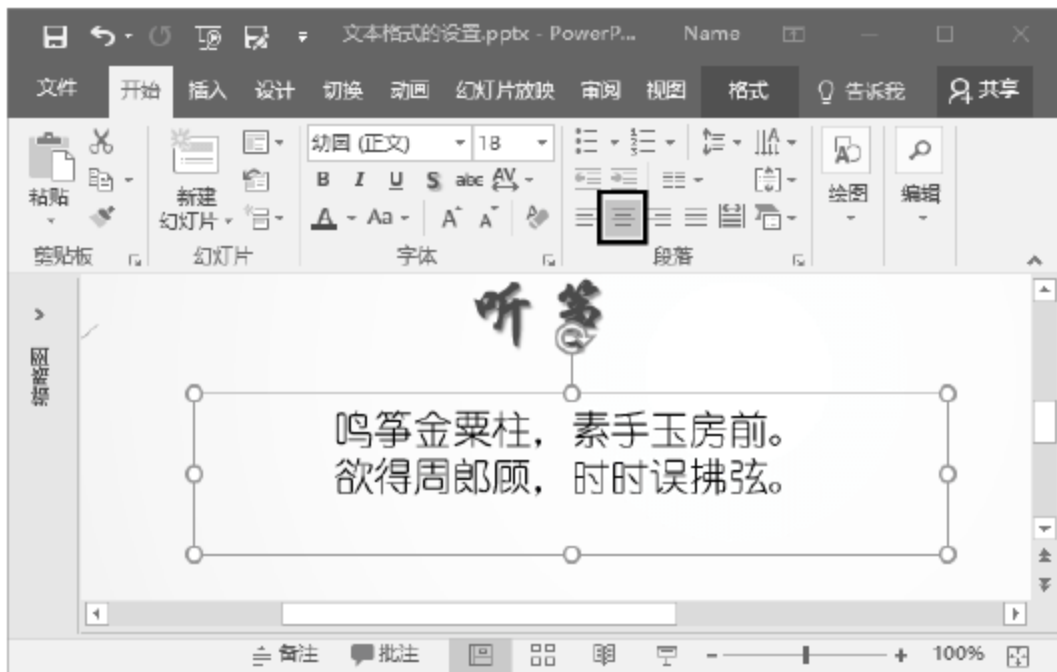 文本格式的设置.pptx - PowerP... Name
文件 开始 插入 设计 切换 动画 幻灯片放映 审阅 视图 格式 告诉我 共享
幼圆 (正文) 18
粘贴 新建 幻灯片 B I U S abc AV 绘图 编辑
A Aa A A
剪贴板 幻灯片 字体 段落
听 筝
缩略图
鸣筝金粟柱，素手玉房前。
欲得周郎顾，时时误拂弦。
备注 批注 100%